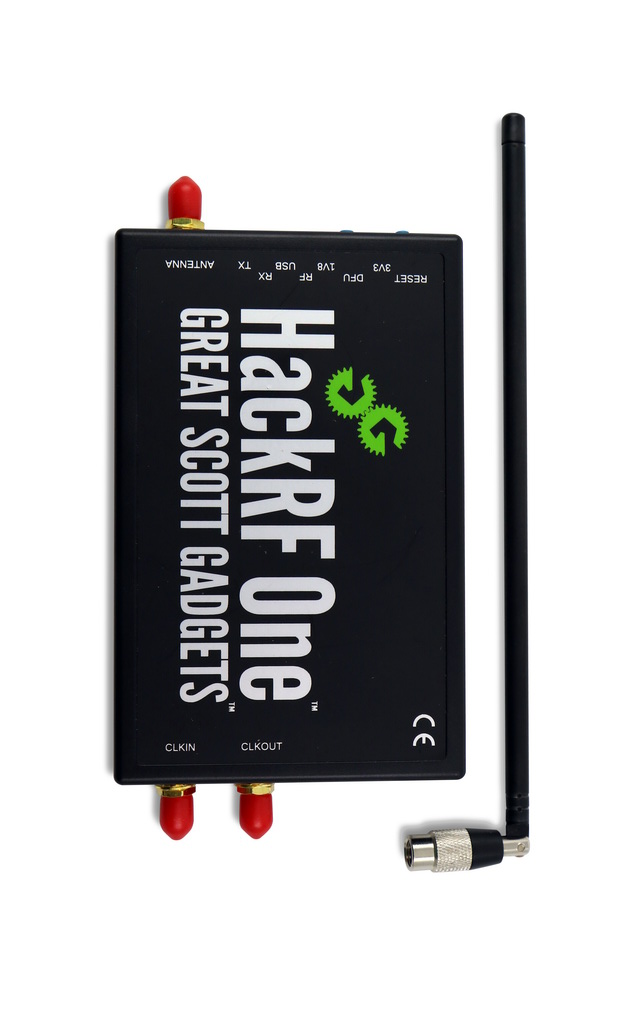 HackRF One™
GREAT SCOTT GADGETS™
RESET
3V3
DFU
1V8
RF
USB
RX
TX
ANTENNA
CLKIN
CLKOUT
CE